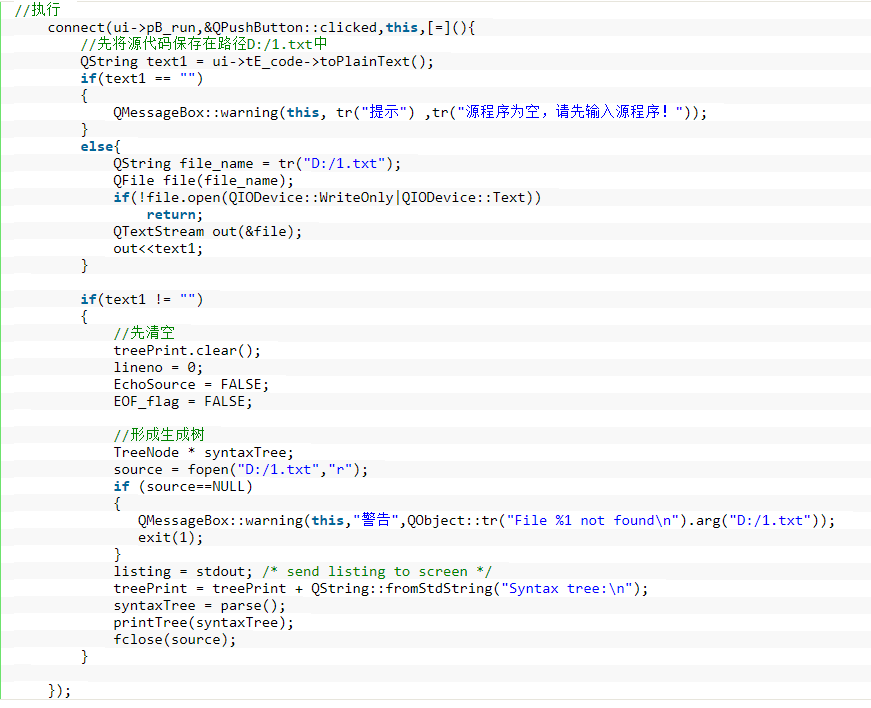 //执行
    connect(ui->pB_run,&QPushButton::clicked,this,[=](){
        //先将源代码保存在路径D:/1.txt中
        QString text1 = ui->tE_code->toPlainText();
        if(text1 == "")
        {
            QMessageBox::warning(this, tr("提示") ,tr("源程序为空，请先输入源程序！"));
        }
        else{
            QString file_name = tr("D:/1.txt");
            QFile file(file_name);
            if(!file.open(QIODevice::WriteOnly|QIODevice::Text))
                return;
            QTextStream out(&file);
            out<<text1;
        }
        if(text1 != "")
        {
            //先清空
            treePrint.clear();
            lineno = 0;
            EchoSource = FALSE;
            EOF_flag = FALSE;
            //形成生成树
            TreeNode * syntaxTree;
            source = fopen("D:/1.txt","r");
            if (source==NULL)
            {
               QMessageBox::warning(this,"警告",QObject::tr("File %1 not found\n").arg("D:/1.txt"));
               exit(1);
            }
            listing = stdout; /* send listing to screen */
            treePrint = treePrint + QString::fromStdString("Syntax tree:\n");
            syntaxTree = parse();
            printTree(syntaxTree);
            fclose(source);
        }
    });